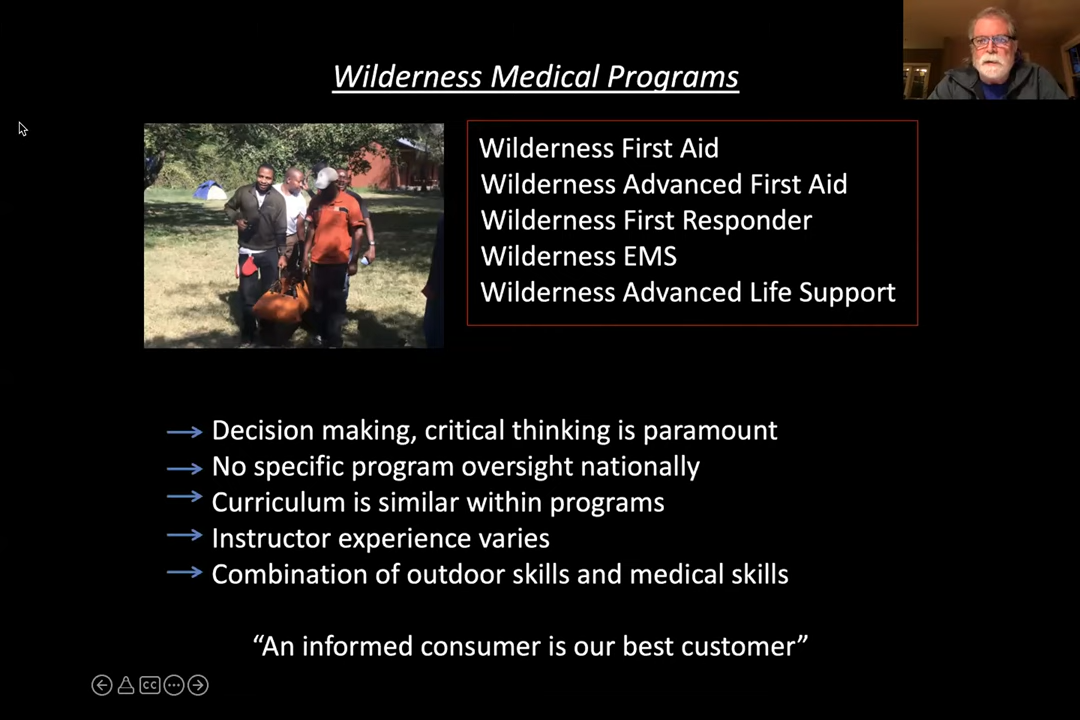 Wilderness Medical Programs
Wilderness First Aid
Wilderness Advanced First Aid
Wilderness First Responder
Wilderness EMS
Wilderness Advanced Life Support
Decision making, critical thinking is paramount
No specific program oversight nationally
Curriculum is similar within programs
Instructor experience varies
Combination of outdoor skills and medical skills
“An informed consumer is our best customer”
CC